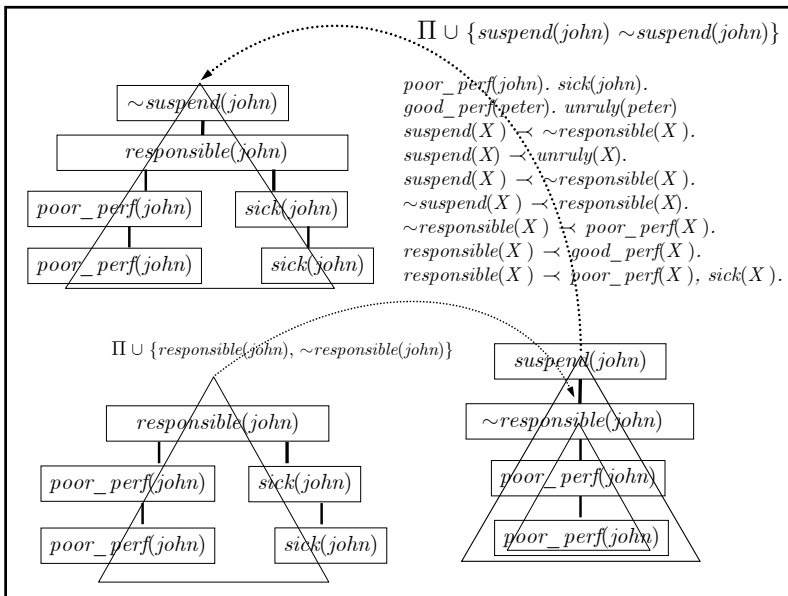 Π ∪ {suspend(john) ∼suspend(john)}
∼suspend(john)
responsible(john)
poor_perf(john) sick(john)
poor_perf(john) sick(john)
poor_perf(john). sick(john).
good_perf(peter). unruly(peter)
suspend(X) ⤙ ∼responsible(X).
suspend(X) ⤙ unruly(X).
suspend(X) ⤙ ∼responsible(X).
∼suspend(X) ⤙ responsible(X).
∼responsible(X) ⤙ poor_perf(X).
responsible(X) ⤙ good_perf(X).
responsible(X) ⤙ poor_perf(X), sick(X).
Π ∪ {responsible(john), ∼responsible(john)}
responsible(john)
poor_perf(john) sick(john)
poor_perf(john) sick(john)
suspend(john)
∼responsible(john)
poor_perf(john)
poor_perf(john)